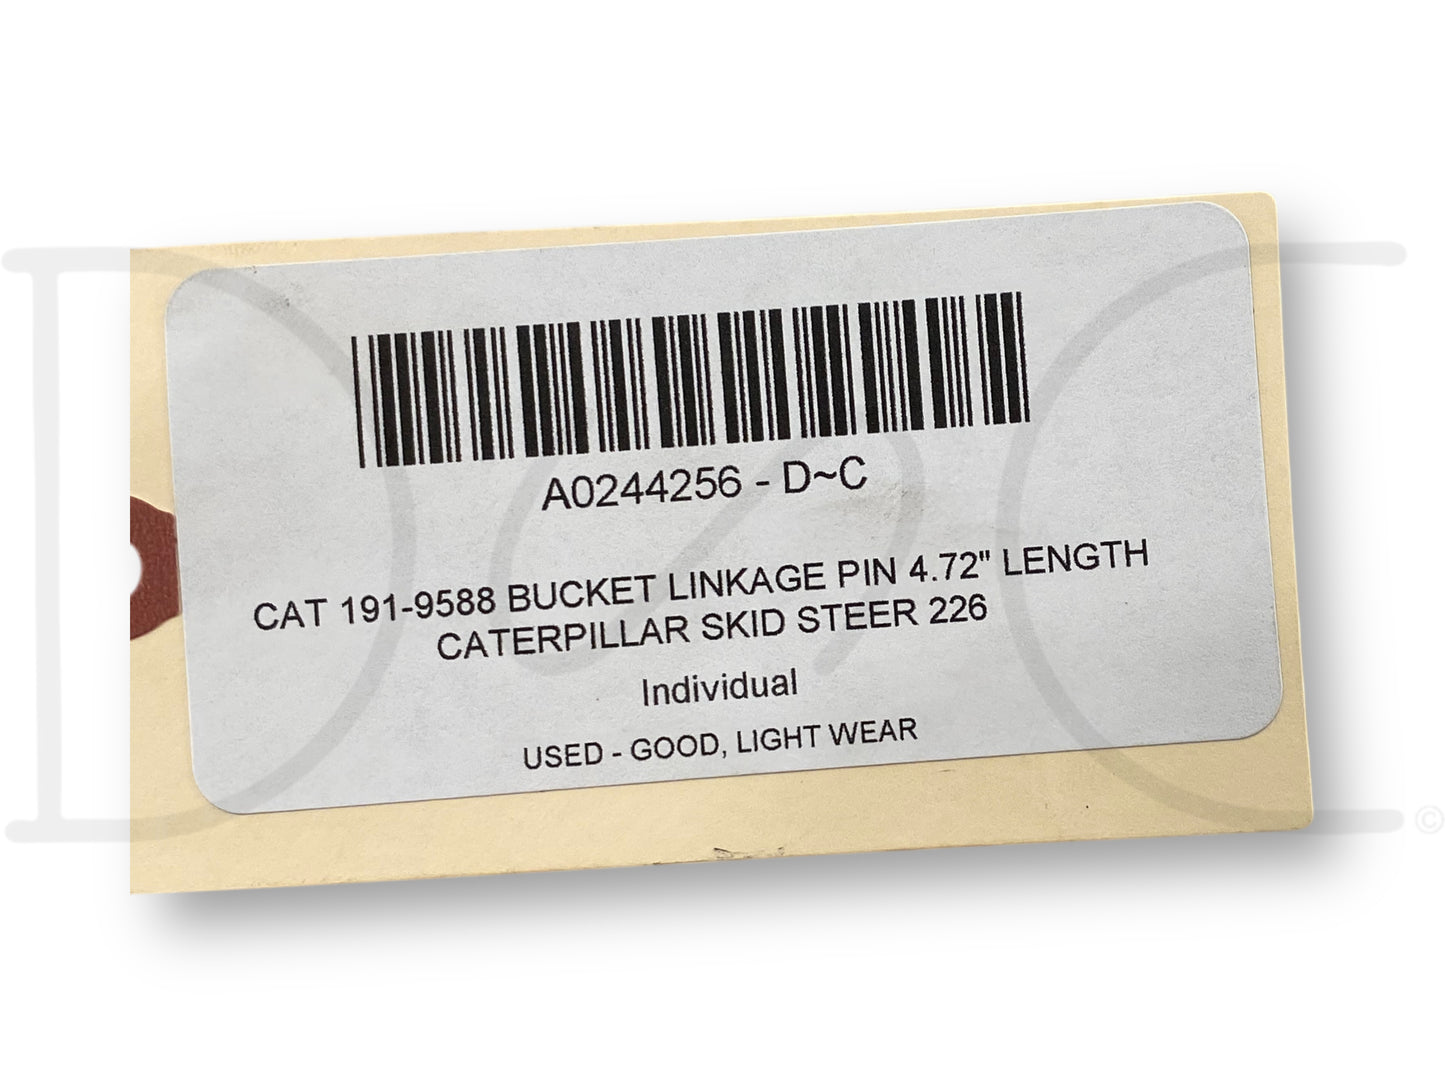 A0244256 - D~C
CAT 191-9588 BUCKET LINKAGE PIN 4.72" LENGTH
CATERPILLAR SKID STEER 226
Individual
USED - GOOD, LIGHT WEAR
D~C
©